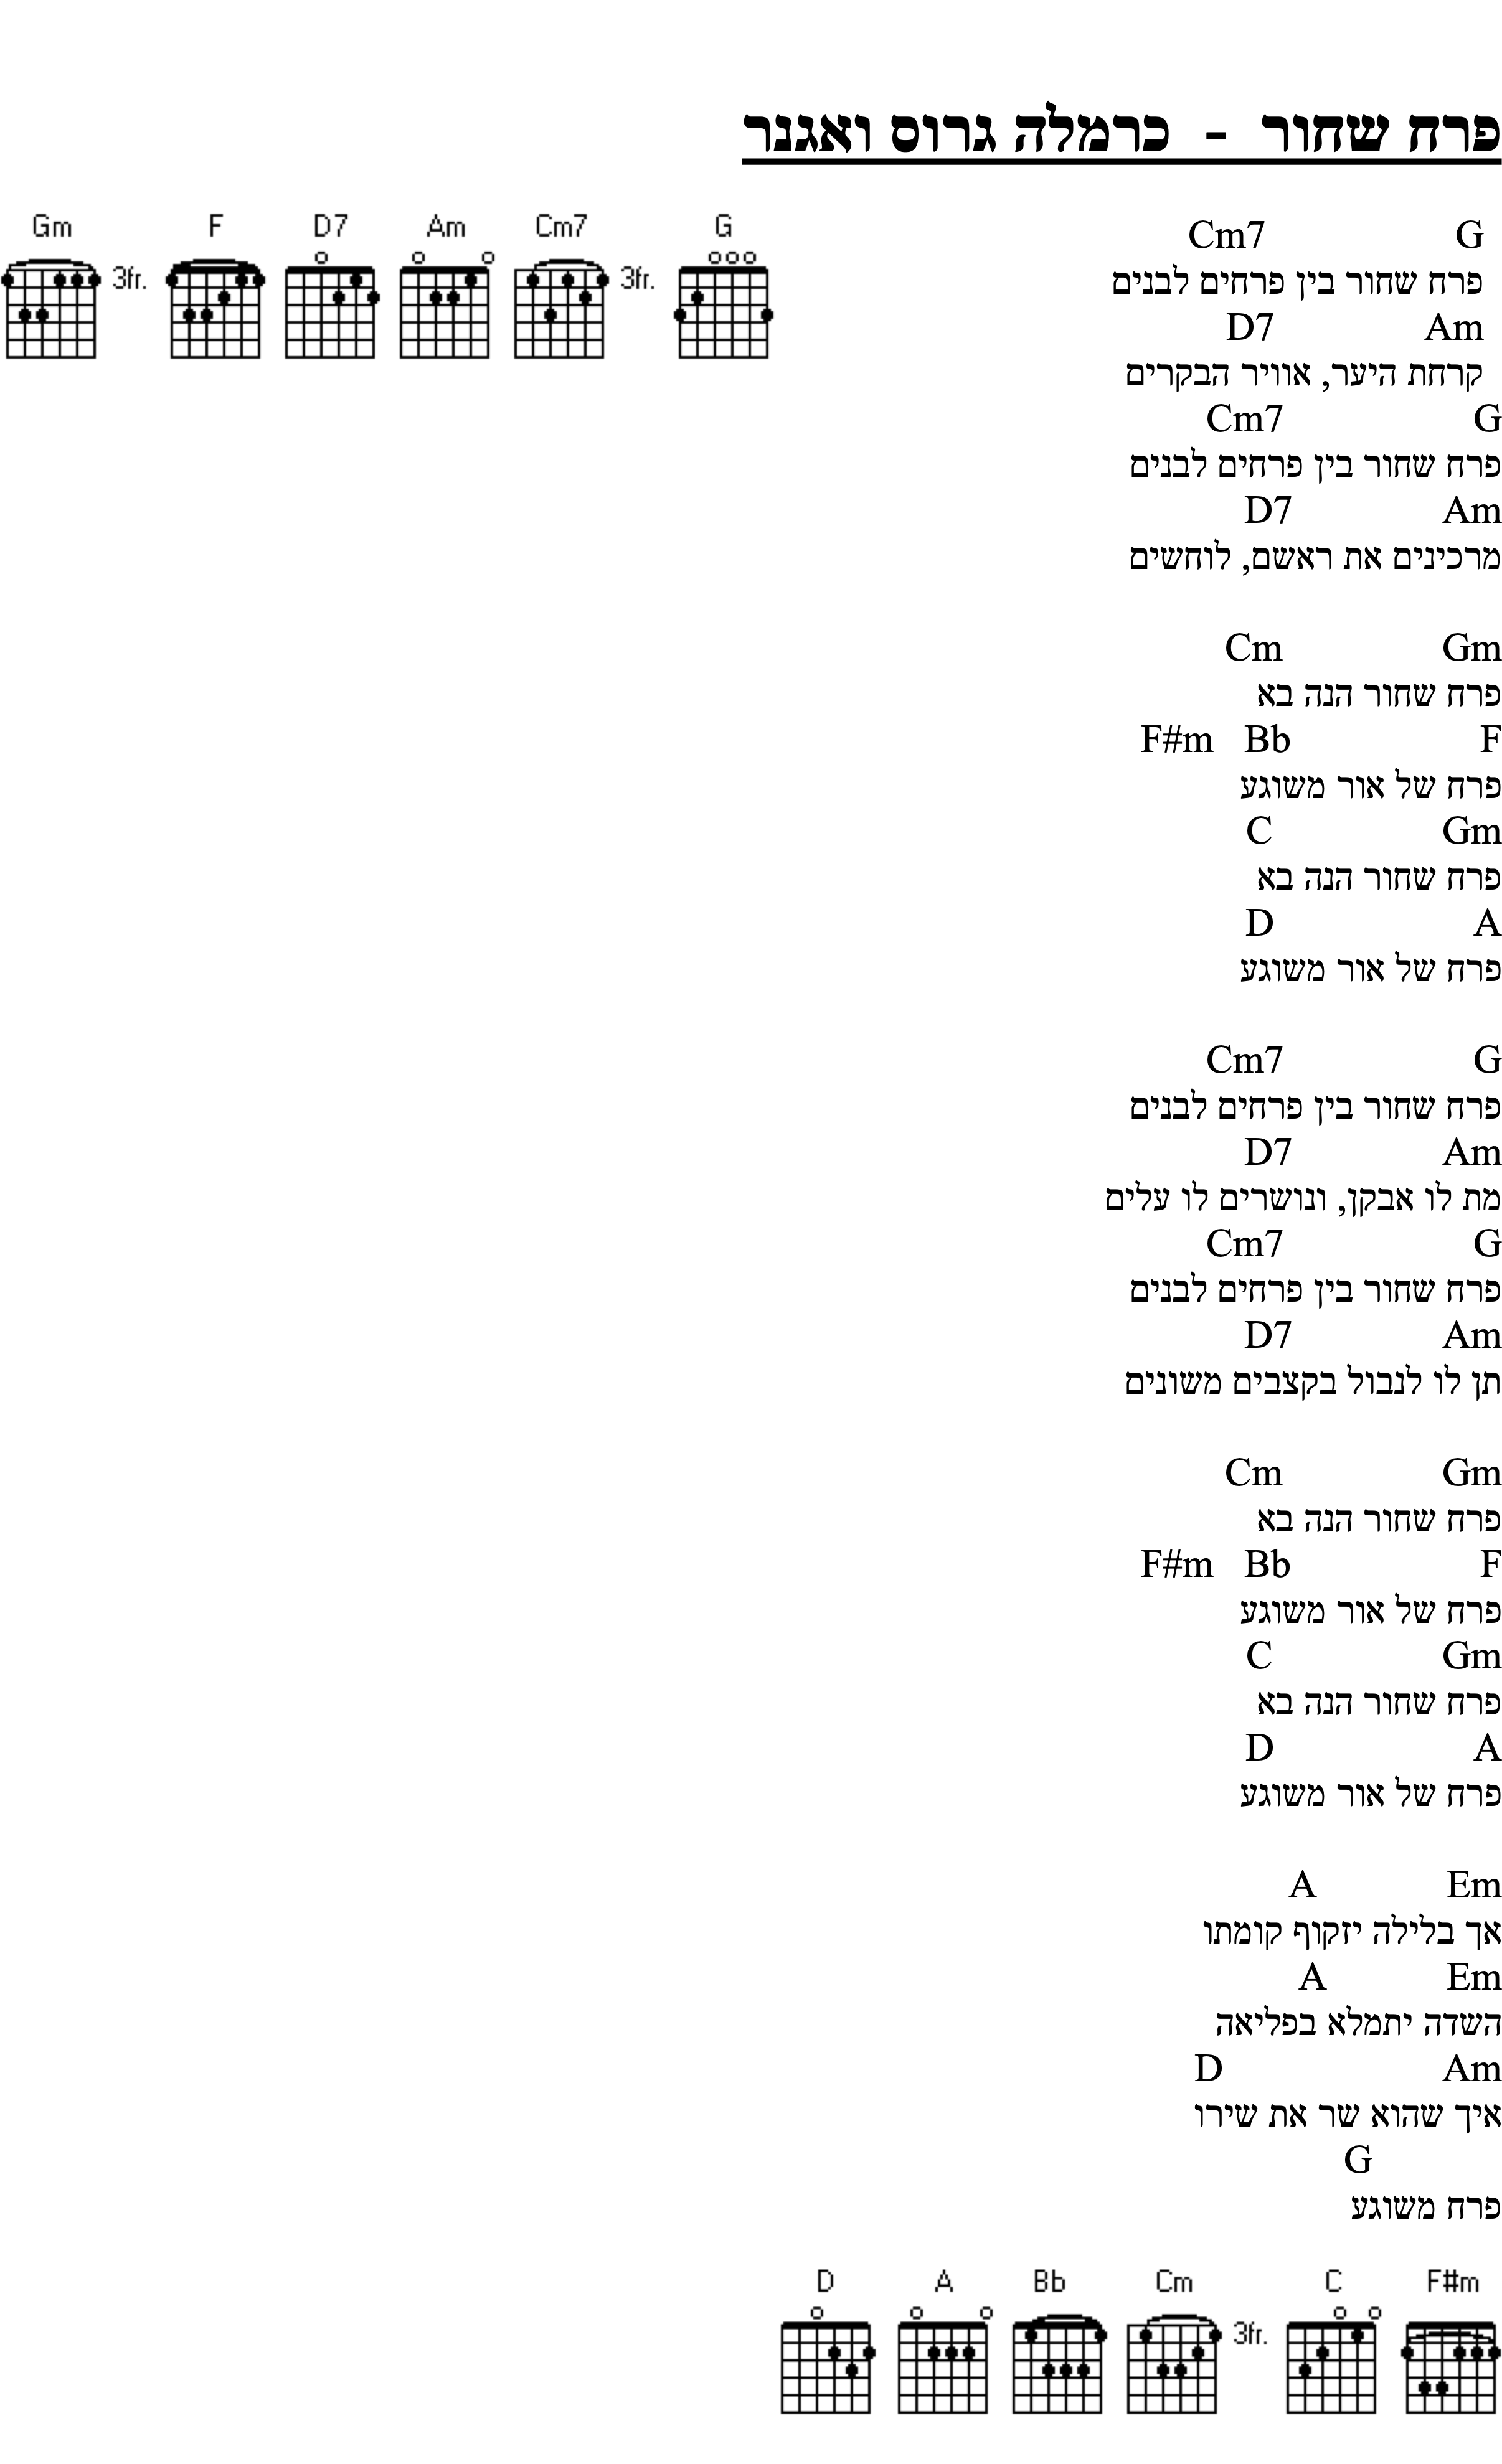 פרח שחור - כרמלה גרוס ואגנר
Gm F D7 Am Cm7 G
3fr. 3fr.
G Cm7
פרח שחור בין פרחים לבנים
Am D7
קרחת היער, אוויר הבקרים
G Cm7
פרח שחור בין פרחים לבנים
Am D7
מרכינים את ראשם, לוחשים
Gm Cm
פרח שחור הנה בא
F Bb F#m
פרח של אור משוגע
Gm C
פרח שחור הנה בא
A D
פרח של אור משוגע
G Cm7
פרח שחור בין פרחים לבנים
Am D7
מת לו אבקן, ונושרים לו עלים
G Cm7
פרח שחור בין פרחים לבנים
Am D7
תן לו לנבול בקצבים משונים
Gm Cm
פרח שחור הנה בא
F Bb F#m
פרח של אור משוגע
Gm C
פרח שחור הנה בא
A D
פרח של אור משוגע
Em A
אך בלילה יזקוף קומתו
Em A
השדה יתמלא בפליאה
Am D
איך שהוא שר את שירו
G
פרח משוגע
D A Bb Cm C F#m
3fr.